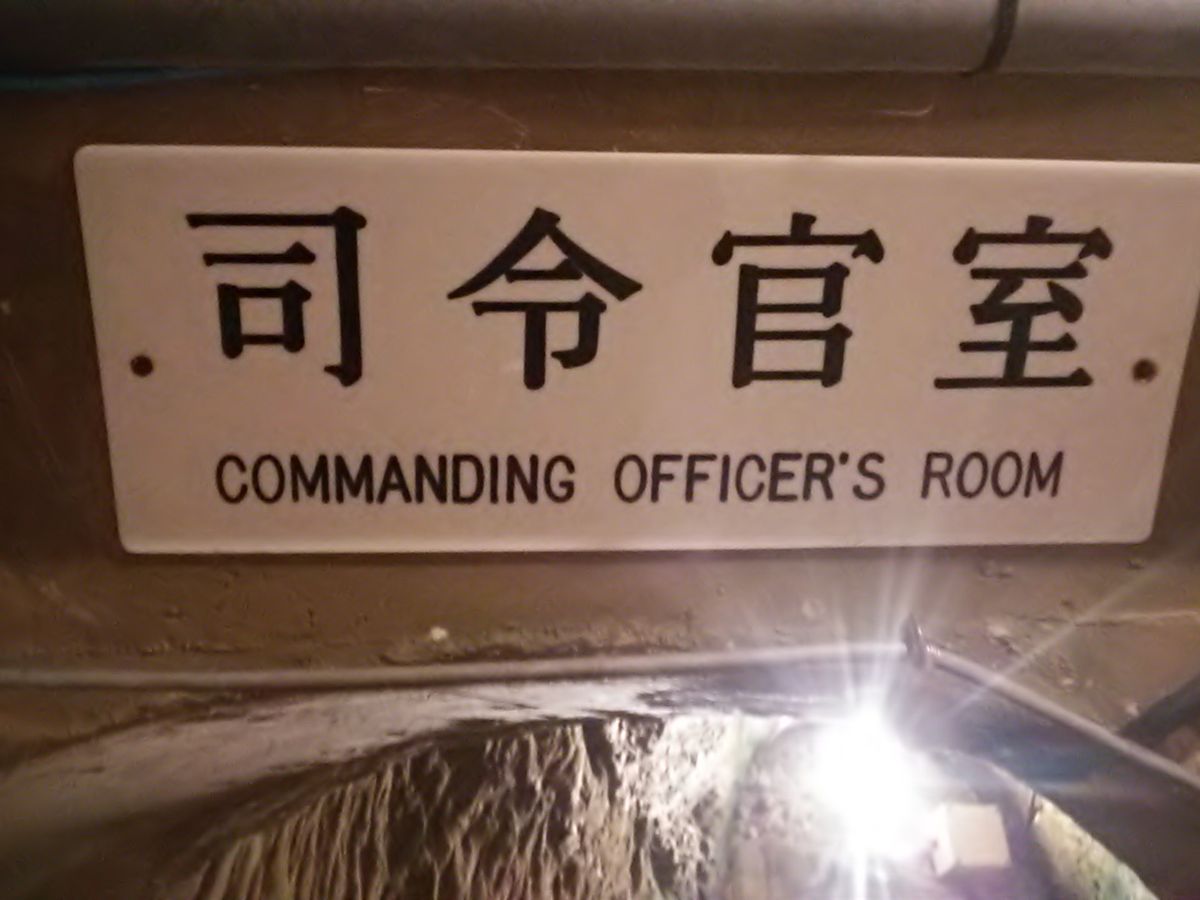 司令官室
COMMANDING OFFICER'S ROOM